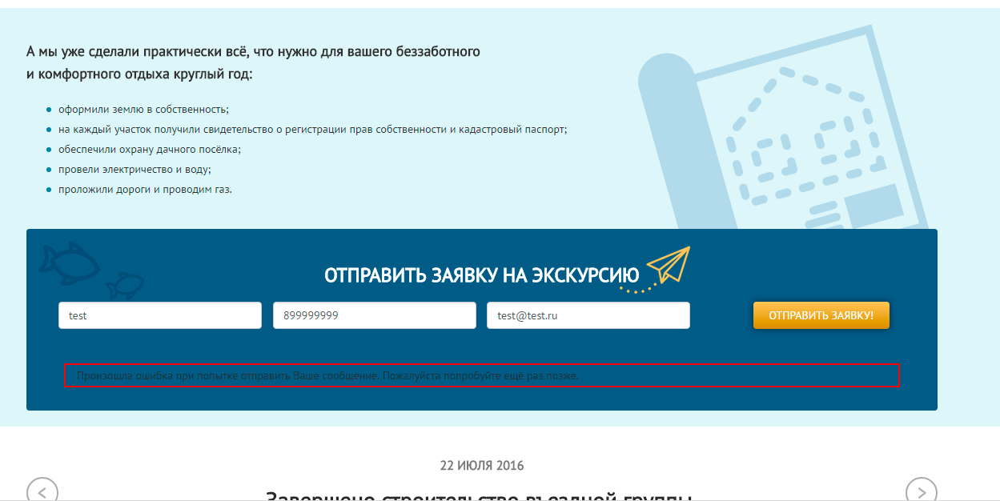 А мы уже сделали практически всё, что нужно для вашего беззаботного
и комфортного отдыха круглый год:
оформили землю в собственность;
на каждый участок получили свидетельство о регистрации прав собственности и кадастровый паспорт;
обеспечили охрану дачного посёлка;
провели электричество и воду;
проложили дороги и проводим газ.
ОТПРАВИТЬ ЗАЯВКУ НА ЭКСКУРСИЮ
test 899999999 test@test.ru ОТПРАВИТЬ ЗАЯВКУ!
Произошла ошибка при попытке отправить Ваше сообщение. Пожалуйста попробуйте ещё раз позже.
22 ИЮЛЯ 2016
Завершено строительство въездной группы